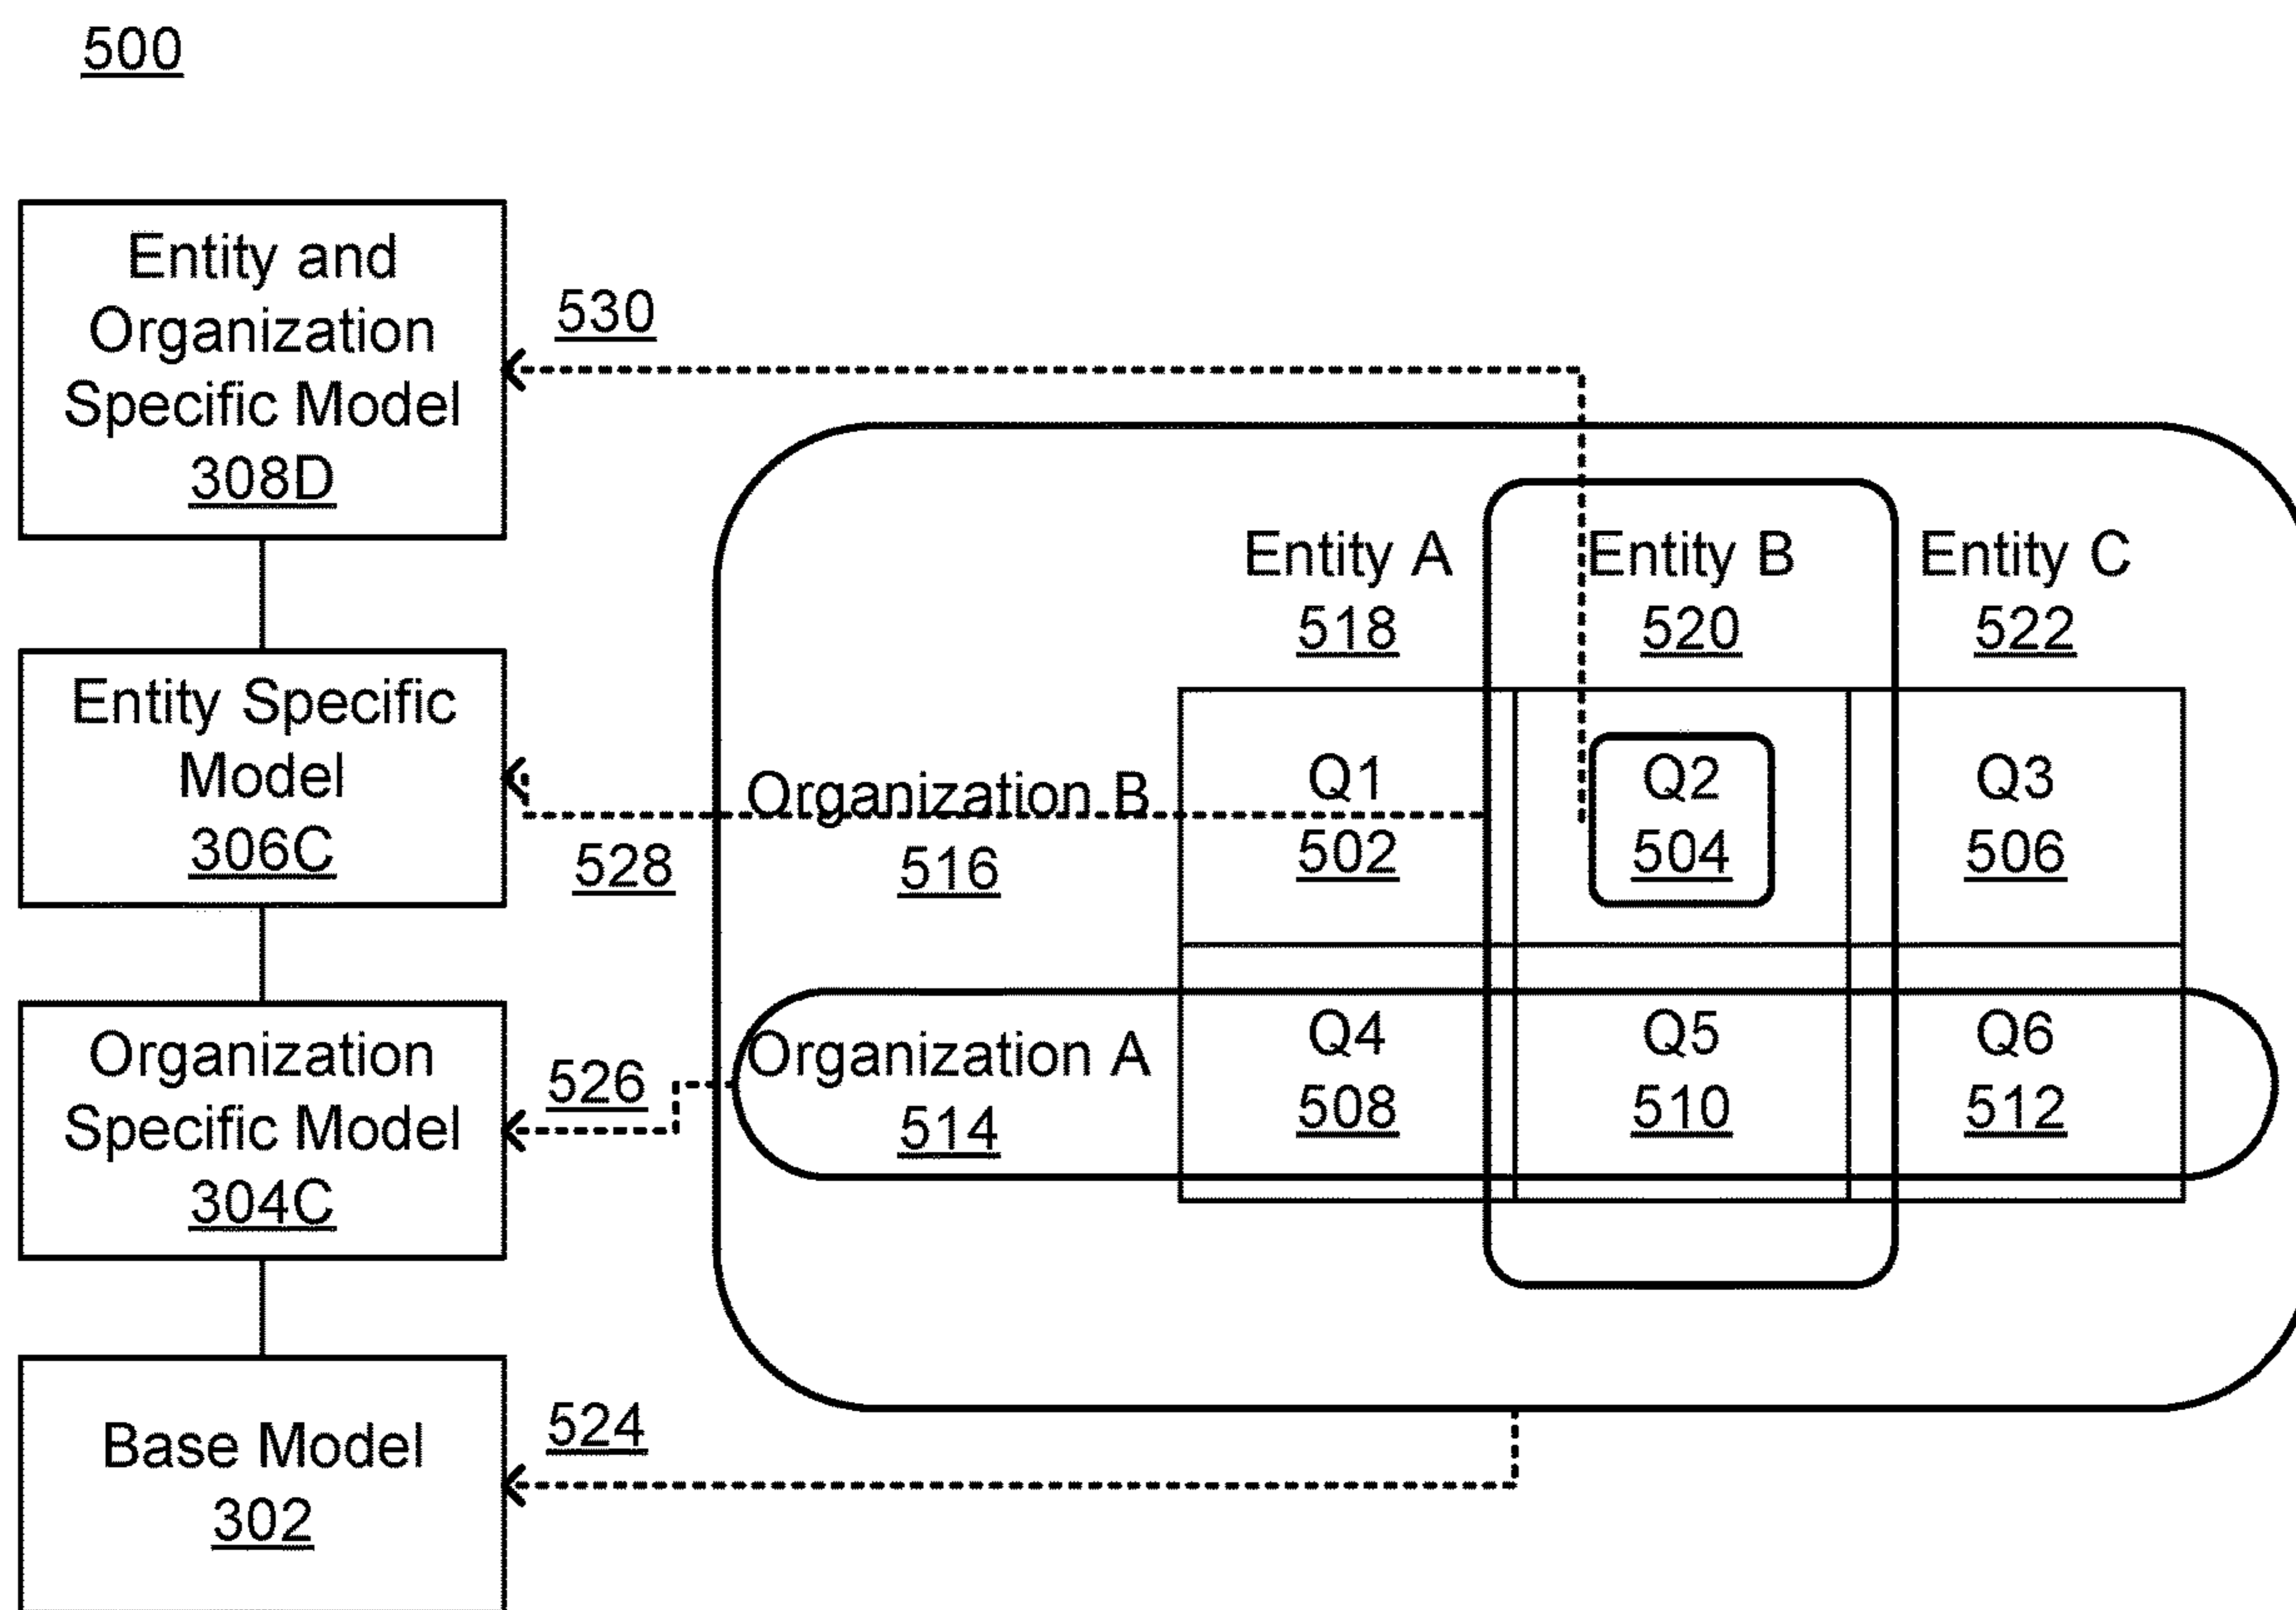 500
Entity and
Organization
Specific Model
308D
530
Entity Specific
Model
306C
528
Organization
Specific Model
304C
526
Base Model
302
524
Entity A
518
Entity B
520
Entity C
522
Organization B
516
Q1
502
Q2
504
Q3
506
Organization A
514
Q4
508
Q5
510
Q6
512